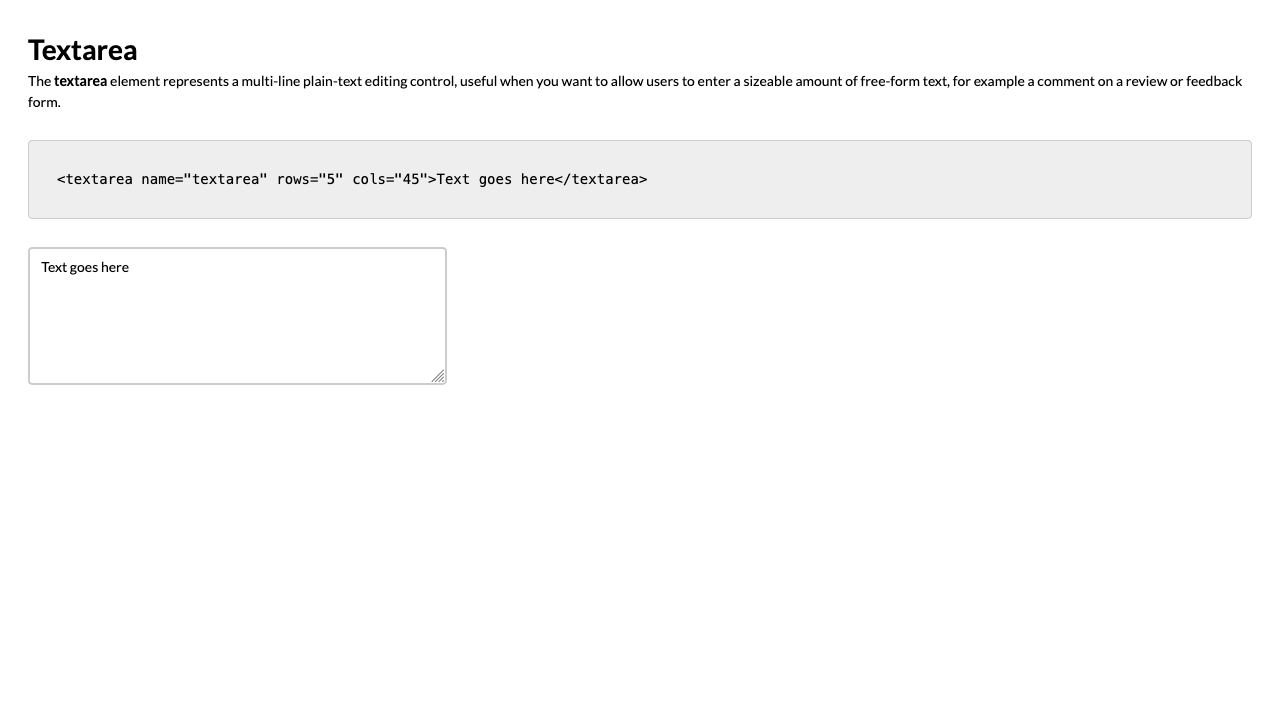 Textarea
The textarea element represents a multi-line plain-text editing control, useful when you want to allow users to enter a sizeable amount of free-form text, for example a comment on a review or feedback
form.
<textarea name="textarea" rows="5" cols="45">Text goes here</textarea>
Text goes here